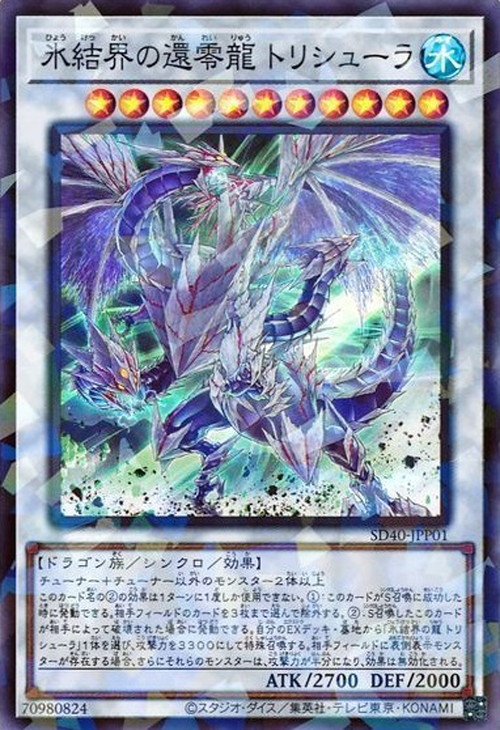 氷結界の還零龍 トリシューラ
SD40-JPP01
【ドラゴン族/シンクロ/効果】
チューナー+チューナー以外のモンスター2体以上
このカード名の②の効果は1ターンに1度しか使用できない。①:このカードがS召喚に成功した
時に発動できる。相手フィールドのカードを3枚まで選んで除外する。②:S召喚したこのカード
が相手によって破壊された場合に発動できる。自分のEXデッキ・墓地から「氷結界の龍 トリ
シューラ」1体を選び、攻撃力を3300にして特殊召喚する。相手フィールドに表側表示モン
スターが存在する場合、さらにそれらのモンスターは、攻撃力が半分になり、効果は無効化される。
ATK/2700 DEF/2000
70980824 ©スタジオ・ダイス/集英社・テレビ東京・KONAMI